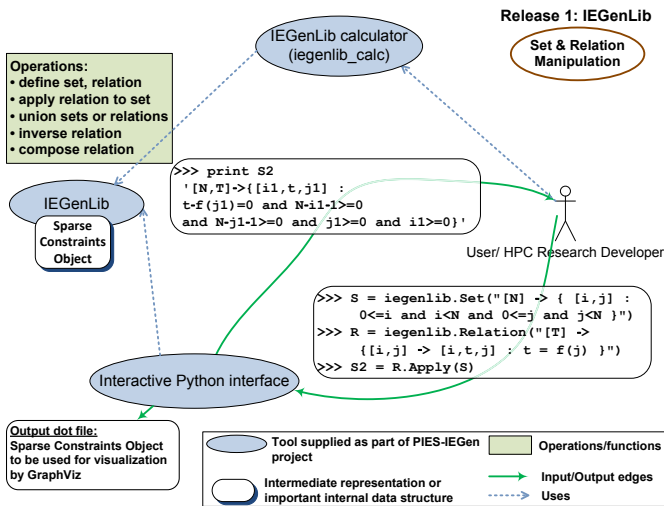 Release 1: IEGenLib
Set & Relation
Manipulation
IEGenLib calculator
(iegenlib_calc)
Operations:
• define set, relation
• apply relation to set
• union sets or relations
• inverse relation
• compose relation
>>> print S2
'[N,T]->{[i1,t,j1] :
t-f(j1)=0 and N-i1-1>=0
and N-j1-1>=0 and j1>=0 and i1>=0}'
IEGenLib
Sparse
Constraints
Object
User/ HPC Research Developer
>>> S = iegenlib.Set("[N] -> { [i,j] :
0<=i and i<N and 0<=j and j<N }")
>>> R = iegenlib.Relation("[T] ->
{[i,j] -> [i,t,j] : t = f(j) }")
>>> S2 = R.Apply(S)
Interactive Python interface
Output dot file:
Sparse Constraints Object
to be used for visualization
by GraphViz
Tool supplied as part of PIES-IEGen
project
Operations/functions
Intermediate representation or
important internal data structure
Input/Output edges
Uses